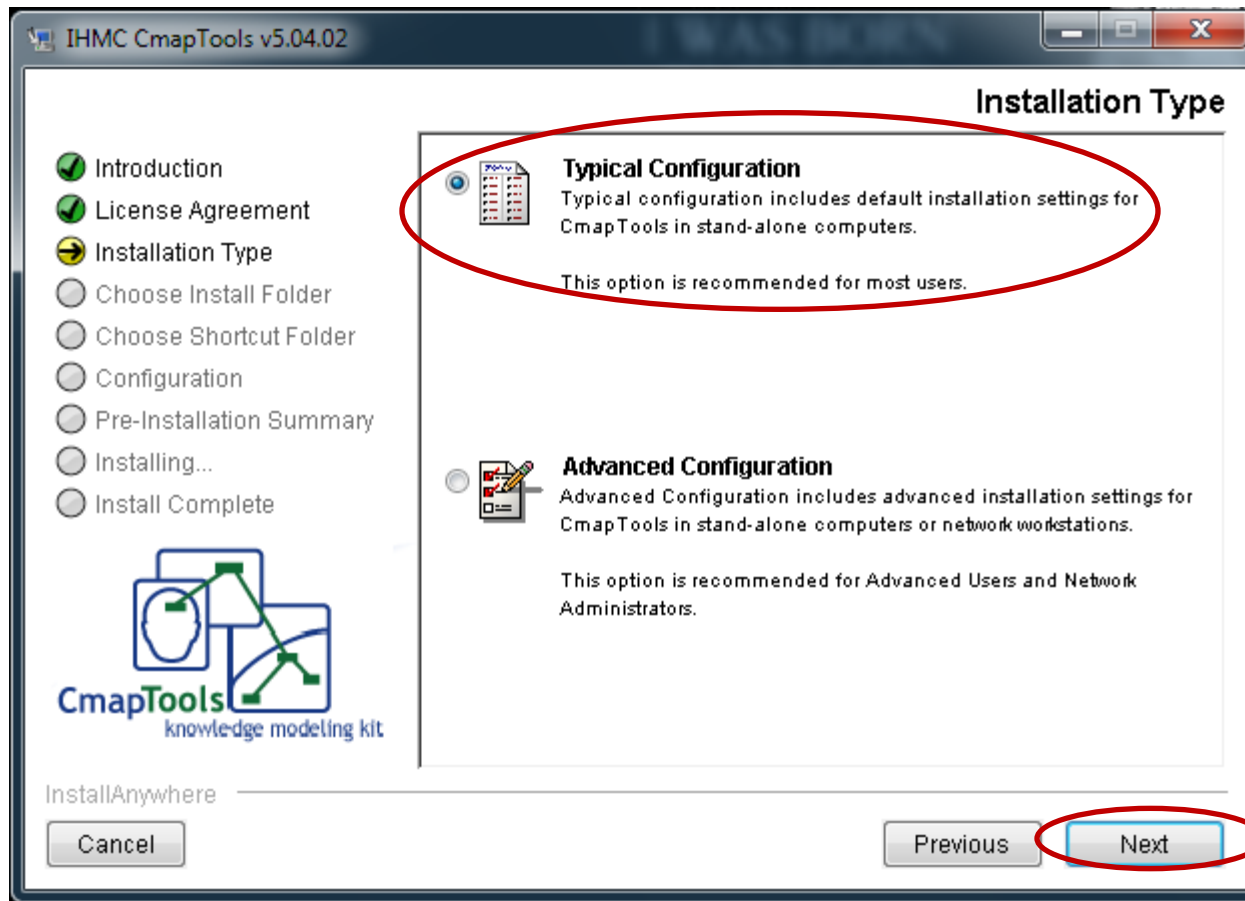 IHMC CmapTools v5.04.02
I WAS BORN
Installation Type
Introduction
License Agreement
Installation Type
Choose Install Folder
Choose Shortcut Folder
Configuration
Pre-Installation Summary
Installing...
Install Complete
Typical Configuration
Typical configuration includes default installation settings for
CmapTools in stand-alone computers.
This option is recommended for most users.
Advanced Configuration
Advanced Configuration includes advanced installation settings for
CmapTools in stand-alone computers or network workstations.
This option is recommended for Advanced Users and Network
Administrators.
CmapTools
knowledge modeling kit
InstallAnywhere
Cancel
Previous
Next